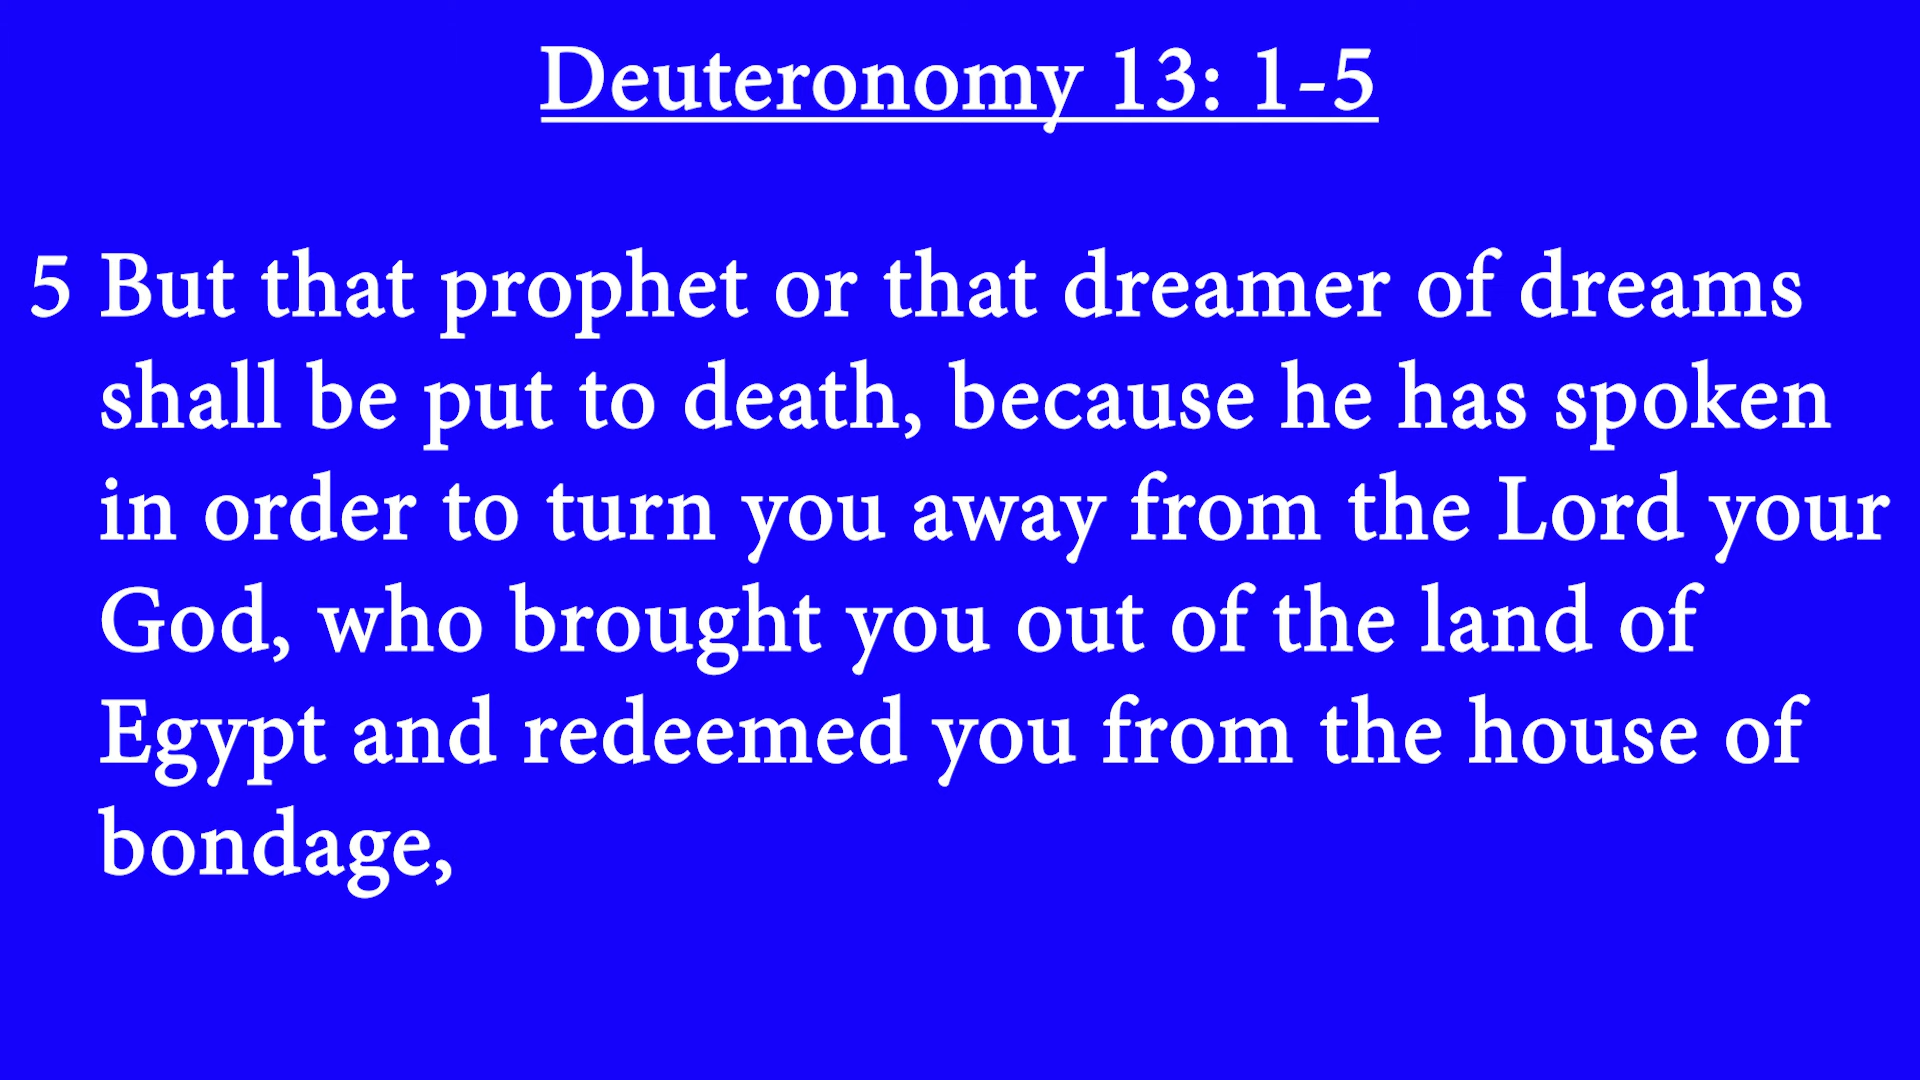 Deuteronomy 13: 1-5
5 But that prophet or that dreamer of dreams
shall be put to death, because he has spoken
in order to turn you away from the Lord your
God, who brought you out of the land of
Egypt and redeemed you from the house of
bondage,